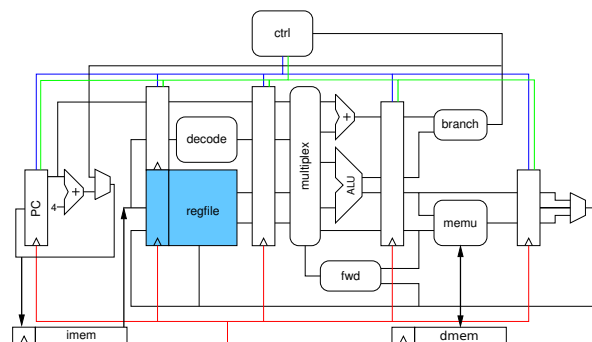 ctrl
decode
multiplex
+
branch
PC
4
+
regfile
ALU
memu
fwd
imem
dmem